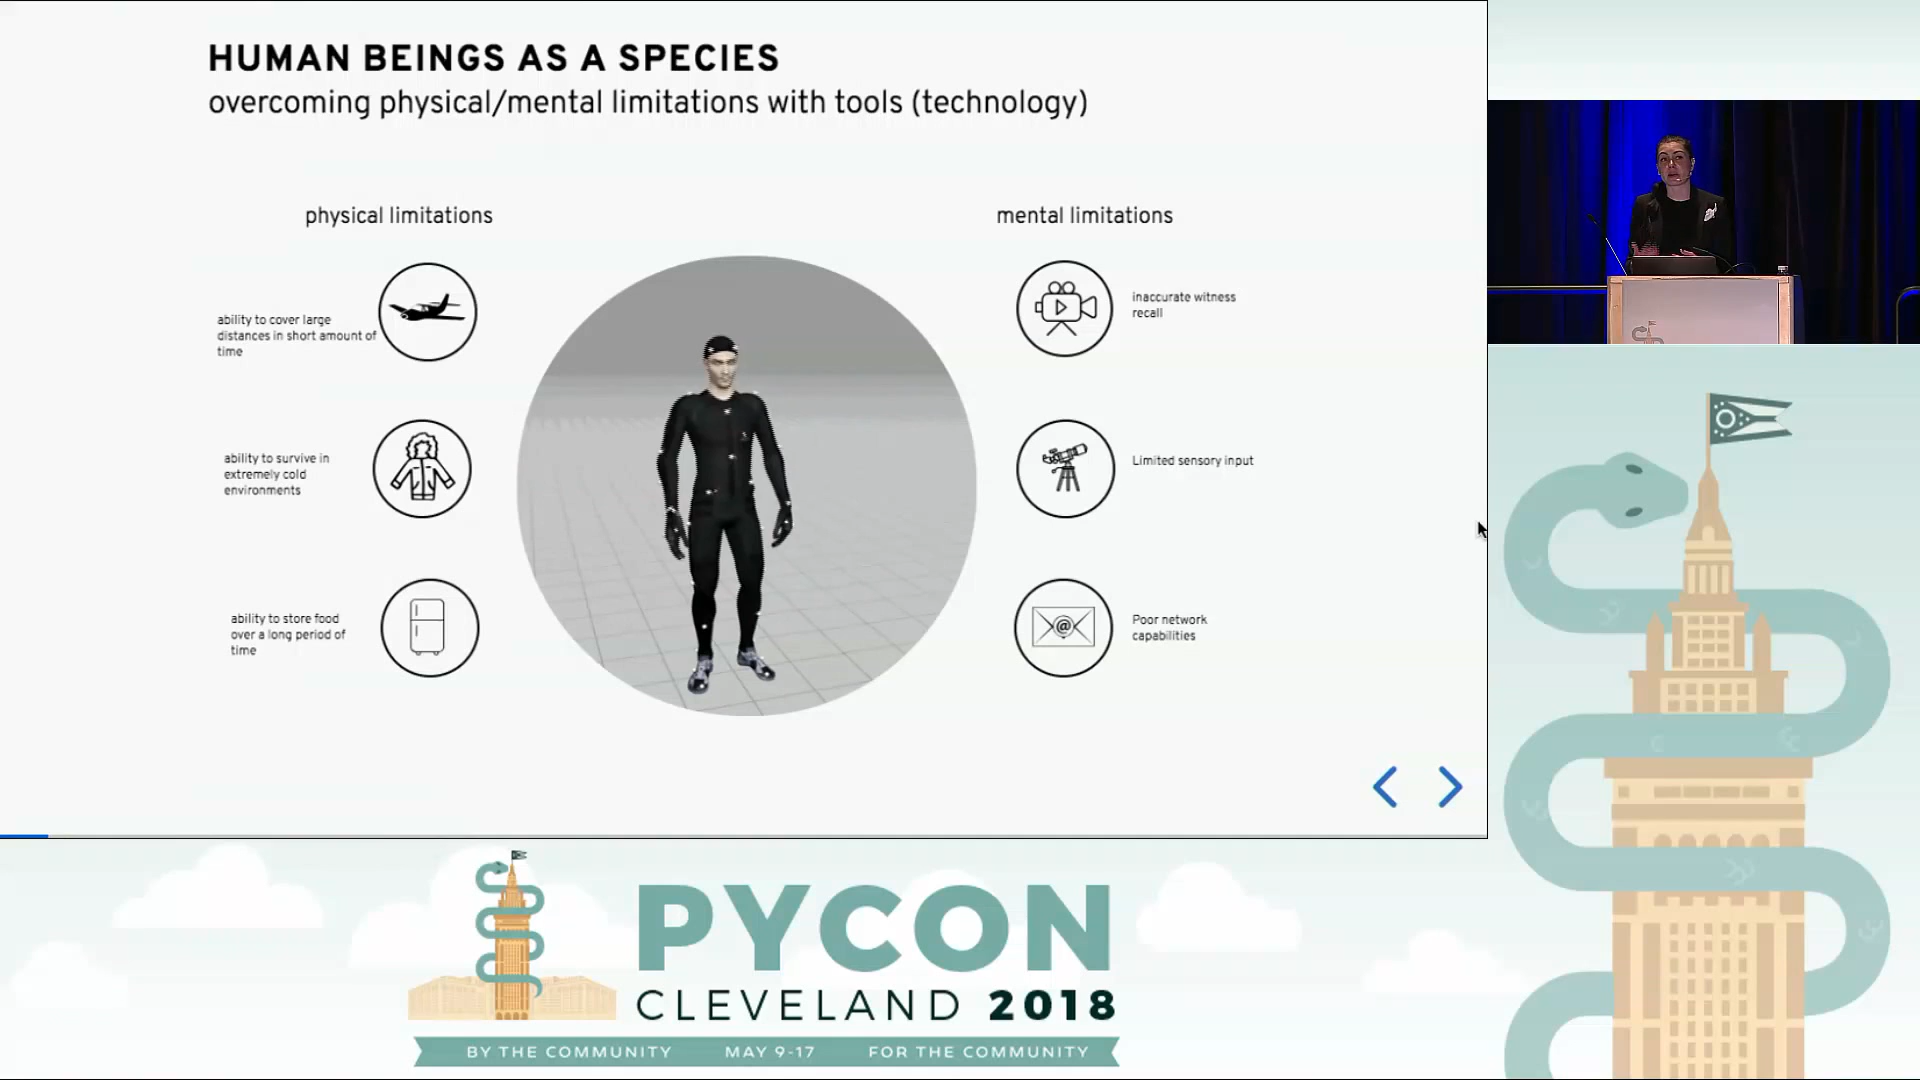 HUMAN BEINGS AS A SPECIES
overcoming physical/mental limitations with tools (technology)
physical limitations
ability to cover large
distances in short amount of
time
ability to survive in
extremely cold
environments
ability to store food
over a long period of
time
mental limitations
inaccurate witness
recall
Limited sensory input
@
Poor network
capabilities
PYCON
CLEVELAND 2018
BY THE COMMUNITY MAY 9-17 FOR THE COMMUNITY